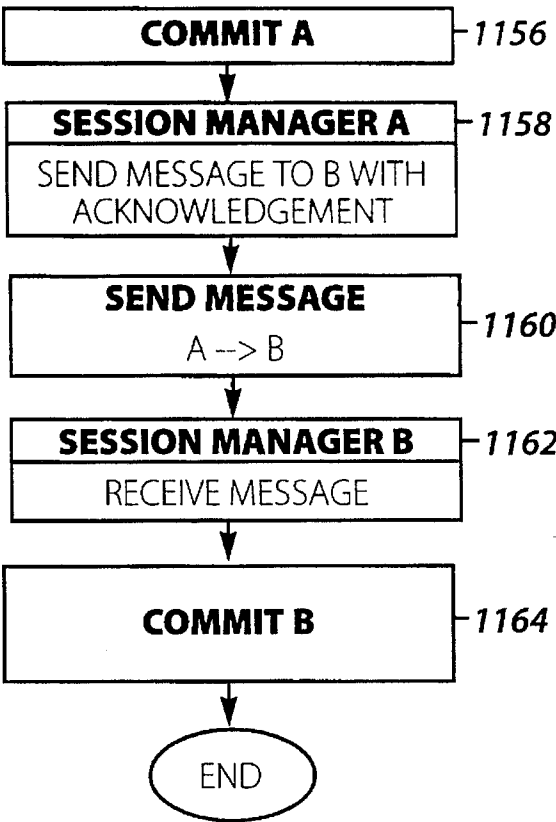 COMMIT A
1156
SESSION MANAGER A
1158
SEND MESSAGE TO B WITH
ACKNOWLEDGEMENT
SEND MESSAGE
1160
A --> B
SESSION MANAGER B
1162
RECEIVE MESSAGE
COMMIT B
1164
END